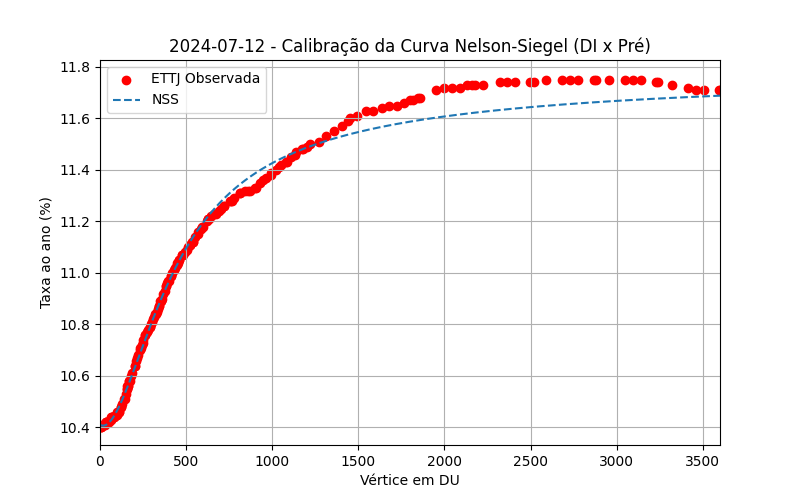 2024-07-12 - Calibração da Curva Nelson-Siegel (DI x Pré)
ETTJ Observada
NSS
11.8
11.6
11.4
11.2
11.0
10.8
10.6
10.4
Taxa ao ano (%)
0 500 1000 1500 2000 2500 3000 3500
Vértice em DU